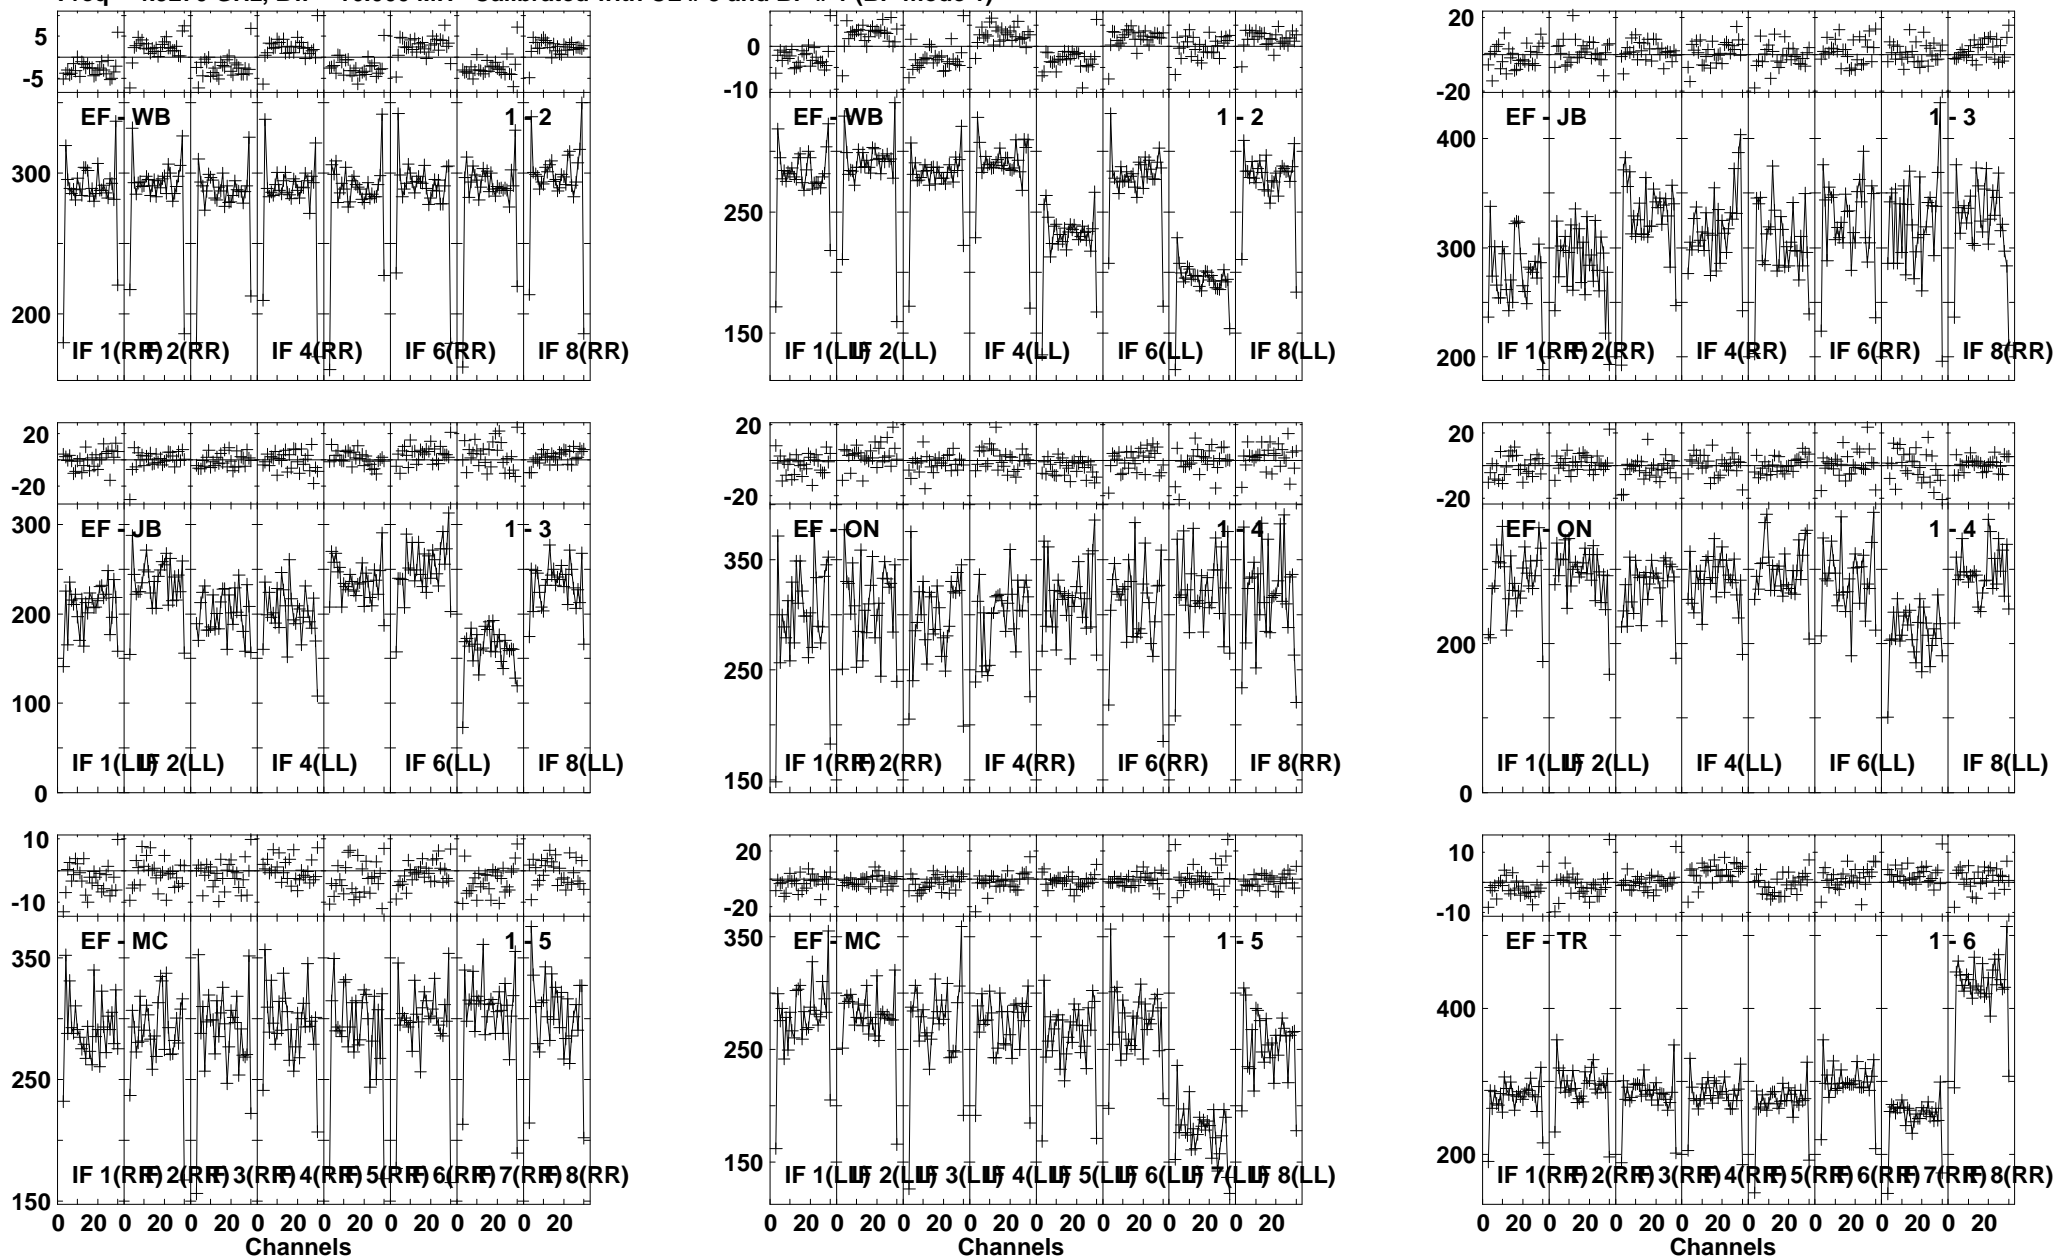 5
-5
EF - WB
1 - 2
300
200
IF 1(RR)
IF 2(RR)
IF 4(RR)
IF 6(RR)
IF 8(RR)
0
-10
EF - WB
1 - 2
250
150
IF 1(LL)
IF 2(LL)
IF 4(LL)
IF 6(LL)
IF 8(LL)
20
-20
EF - JB
1 - 3
400
300
200
IF 1(RR)
IF 2(RR)
IF 4(RR)
IF 6(RR)
IF 8(RR)
20
-20
EF - JB
1 - 3
300
200
100
0
IF 1(LL)
IF 2(LL)
IF 4(LL)
IF 6(LL)
IF 8(LL)
20
-20
EF - ON
1 - 4
350
250
150
IF 1(RR)
IF 2(RR)
IF 4(RR)
IF 6(RR)
IF 8(RR)
20
-20
EF - ON
1 - 4
200
0
IF 1(LL)
IF 2(LL)
IF 4(LL)
IF 6(LL)
IF 8(LL)
10
-10
EF - MC
1 - 5
350
250
150
IF 1(RR)
IF 2(RR)
IF 3(RR)
IF 4(RR)
IF 5(RR)
IF 6(RR)
IF 7(RR)
IF 8(RR)
0 20 0 20 0 20 0 20 0 20 0 20 0 20 0 20
Channels
20
-20
EF - MC
1 - 5
350
250
150
IF 1(LL)
IF 2(LL)
IF 3(LL)
IF 4(LL)
IF 5(LL)
IF 6(LL)
IF 7(LL)
IF 8(LL)
0 20 0 20 0 20 0 20 0 20 0 20 0 20 0 20
Channels
10
-10
EF - TR
1 - 6
400
200
IF 1(RR)
IF 2(RR)
IF 3(RR)
IF 4(RR)
IF 5(RR)
IF 6(RR)
IF 7(RR)
IF 8(RR)
0 20 0 20 0 20 0 20 0 20 0 20 0 20 0 20
Channels